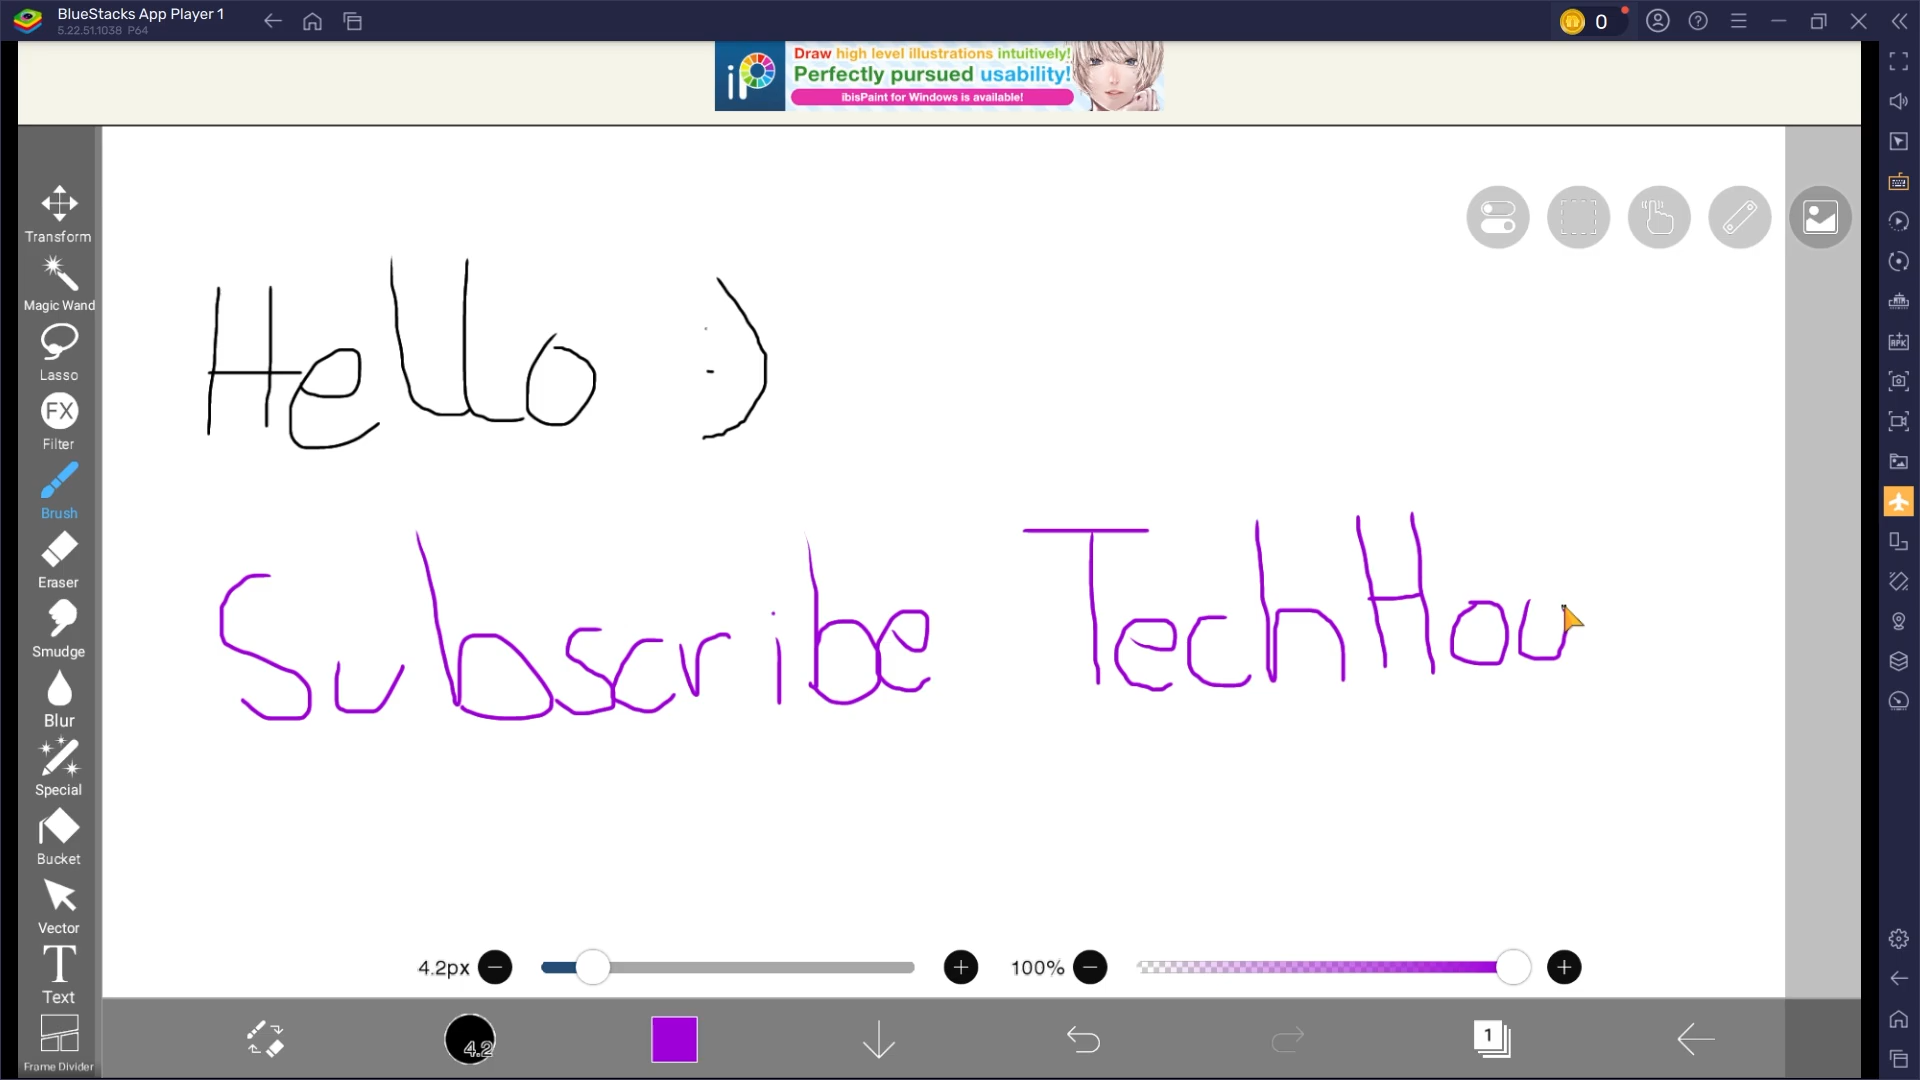 BlueStacks App Player 1
5.22.51.1038 P64
0
Draw high level illustrations intuitively!
Perfectly pursued usability!
ibisPaint for Windows is available!
Transform
Magic Wand
Lasso
FX
Filter
Brush
Eraser
Smudge
Blur
Special
Bucket
Vector
T
Text
Frame Divider
Hello :)
Subscribe TechHou
4.2px
100%
4.2
1